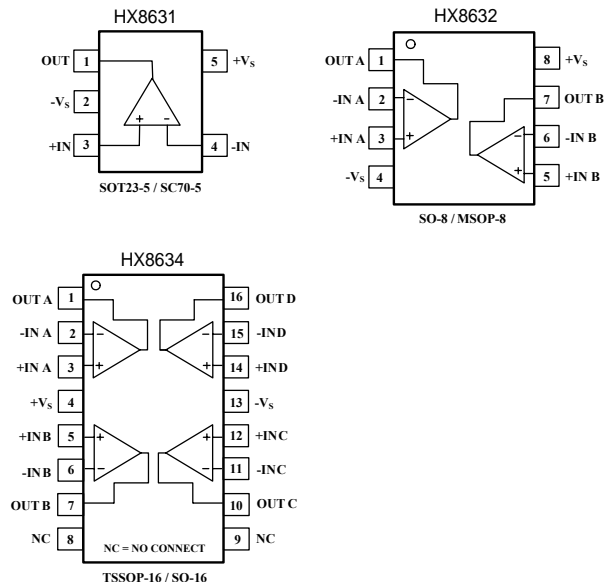 HX8631
OUT 1 5 +VS
-VS 2
+IN 3 4 -IN
+ −
SOT23-5 / SC70-5
HX8632
OUT A 1 8 +VS
-IN A 2 − 7 OUT B
+IN A 3 + − 6 -IN B
-VS 4 + 5 +IN B
SO-8 / MSOP-8
HX8634
OUT A 1 16 OUT D
-IN A 2 − − 15 -IND
+IN A 3 + + 14 +IND
+VS 4 13 -VS
+INB 5 + + 12 +INC
-INB 6 − − 11 -INC
OUT B 7 10 OUT C
NC 8 NC = NO CONNECT 9 NC
TSSOP-16 / SO-16